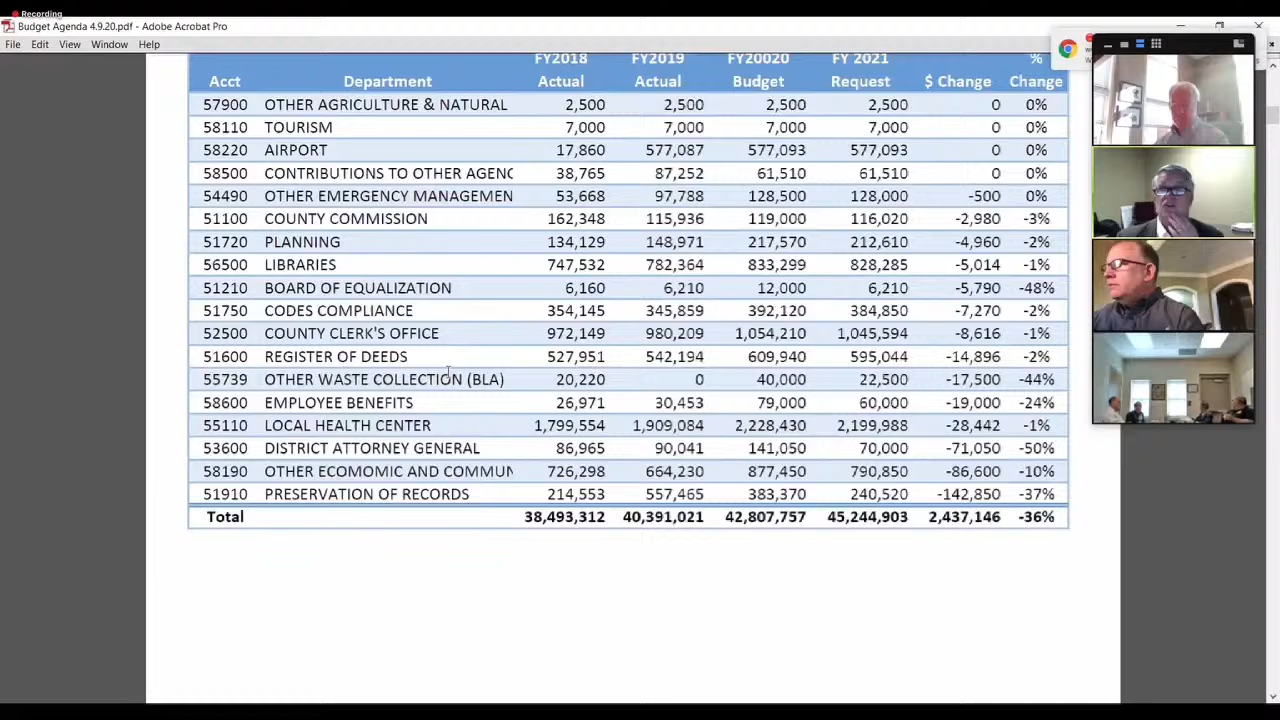 Recording
Budget Agenda 4.9.20.pdf - Adobe Acrobat Pro
File Edit View Window Help
FY2018 FY2019 FY20020 FY 2021 %
Acct Department Actual Actual Budget Request $ Change Change
57900 OTHER AGRICULTURE & NATURAL 2,500 2,500 2,500 2,500 0 0%
58110 TOURISM 7,000 7,000 7,000 7,000 0 0%
58220 AIRPORT 17,860 577,087 577,093 577,093 0 0%
58500 CONTRIBUTIONS TO OTHER AGENC 38,765 87,252 61,510 61,510 0 0%
54490 OTHER EMERGENCY MANAGEMEN 53,668 97,788 128,500 128,000 -500 0%
51100 COUNTY COMMISSION 162,348 115,936 119,000 116,020 -2,980 -3%
51720 PLANNING 134,129 148,971 217,570 212,610 -4,960 -2%
56500 LIBRARIES 747,532 782,364 833,299 828,285 -5,014 -1%
51210 BOARD OF EQUALIZATION 6,160 6,210 12,000 6,210 -5,790 -48%
51750 CODES COMPLIANCE 354,145 345,859 392,120 384,850 -7,270 -2%
52500 COUNTY CLERK'S OFFICE 972,149 980,209 1,054,210 1,045,594 -8,616 -1%
51600 REGISTER OF DEEDS 527,951 542,194 609,940 595,044 -14,896 -2%
55739 OTHER WASTE COLLECTION (BLA) 20,220 0 40,000 22,500 -17,500 -44%
58600 EMPLOYEE BENEFITS 26,971 30,453 79,000 60,000 -19,000 -24%
55110 LOCAL HEALTH CENTER 1,799,554 1,909,084 2,228,430 2,199,988 -28,442 -1%
53600 DISTRICT ATTORNEY GENERAL 86,965 90,041 141,050 70,000 -71,050 -50%
58190 OTHER ECOMOMIC AND COMMUN 726,298 664,230 877,450 790,850 -86,600 -10%
51910 PRESERVATION OF RECORDS 214,553 557,465 383,370 240,520 -142,850 -37%
Total 38,493,312 40,391,021 42,807,757 45,244,903 2,437,146 -36%